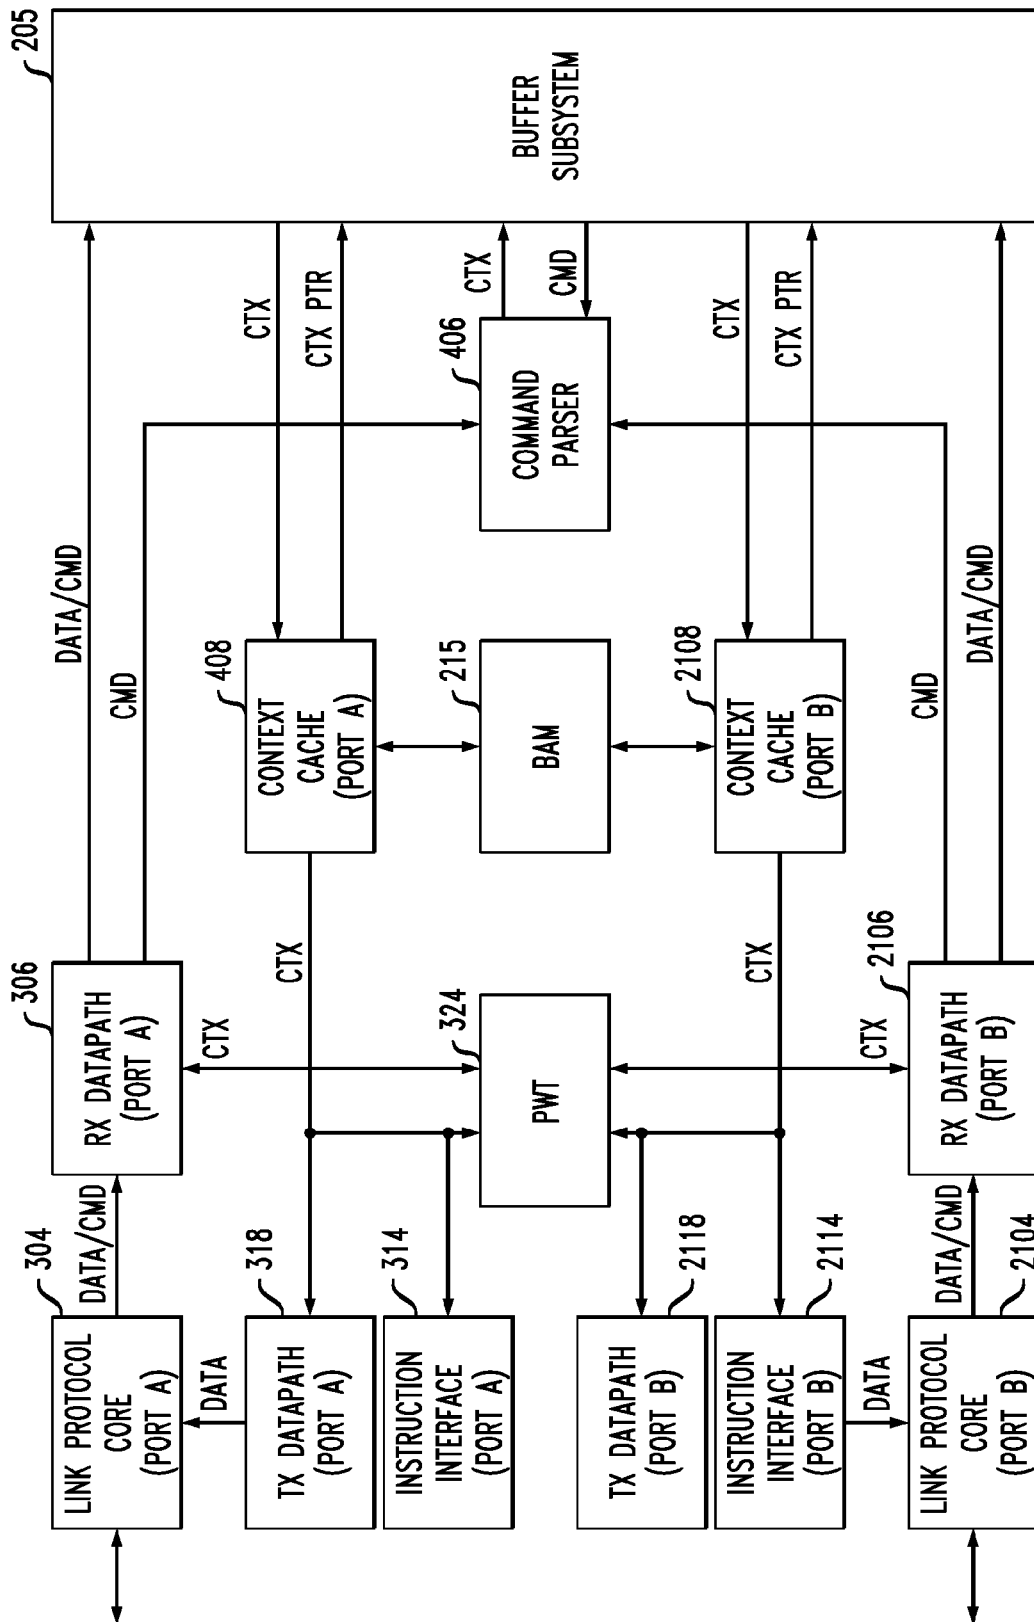 304
LINK PROTOCOL
CORE
(PORT A)
DATA/CMD
306
RX DATAPATH
(PORT A)
DATA/CMD
CMD
205
BUFFER
SUBSYSTEM
DATA
CTX
318
TX DATAPATH
(PORT A)
CTX
408
CONTEXT
CACHE
(PORT A)
CTX
CTX PTR
314
INSTRUCTION
INTERFACE
(PORT A)
324
PWT
215
BAM
406
COMMAND
PARSER
CTX
CMD
2118
TX DATAPATH
(PORT B)
2114
INSTRUCTION
INTERFACE
(PORT B)
CTX
2108
CONTEXT
CACHE
(PORT B)
CTX
CTX PTR
DATA
CTX
2104
LINK PROTOCOL
CORE
(PORT B)
DATA/CMD
2106
RX DATAPATH
(PORT B)
CMD
DATA/CMD